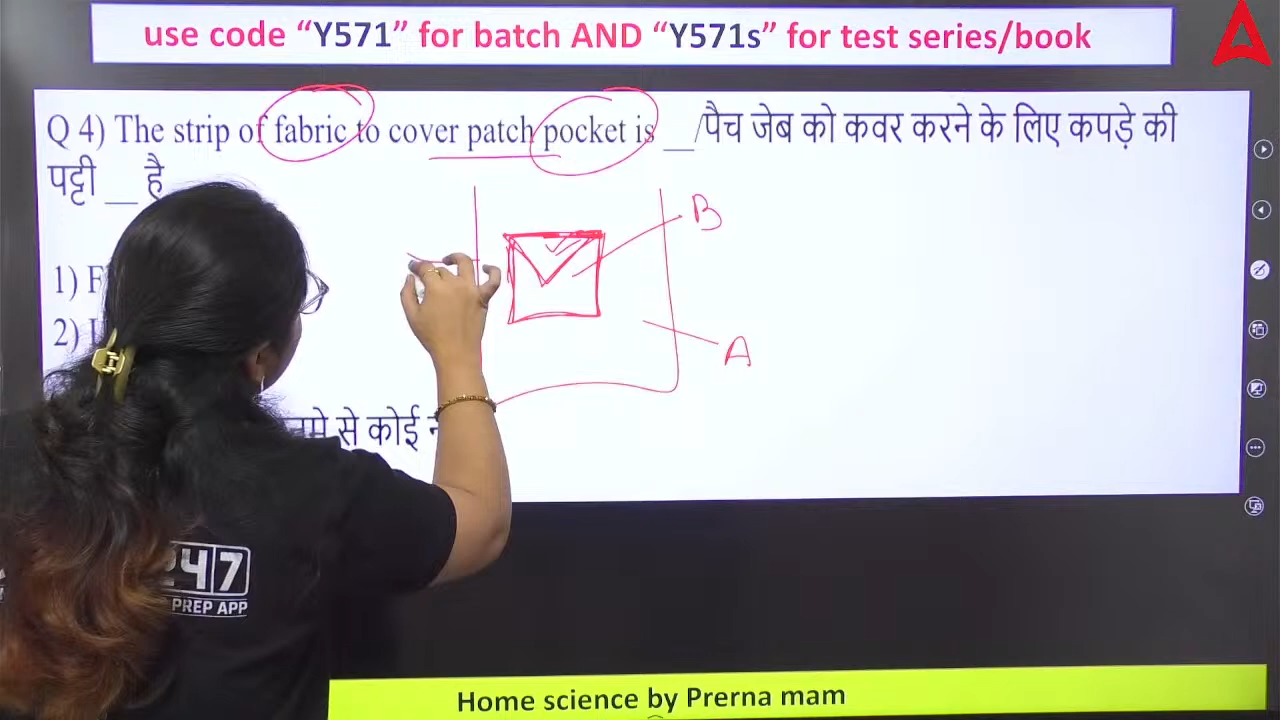 use code “Y571” for batch AND “Y571s” for test series/book
Q 4) The strip of fabric to cover patch pocket is __/पैच जेब को कवर करने के लिए कपड़े की
पट्टी __ है
B
1) F
2)
A
से कोई
247
PREP APP
Home science by Prerna mam